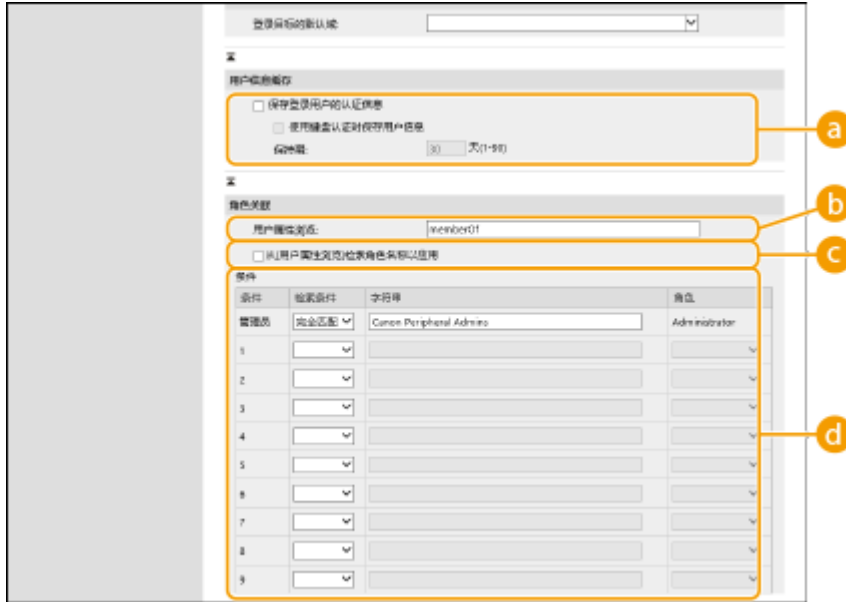 登录目标的默认域:
用户信息缓存
保存登录用户的认证信息
使用键盘认证时保存用户信息
保持期: 30 天(1-90)
a
角色关联
b
用户属性浏览: memberOf
从[用户属性浏览]检索角色名称以应用
c
条件
条件 检索条件 字符串 角色
管理员 完全匹配 Canon Peripheral Admins Administrator
1
2
3
4
d
5
6
7
8
9